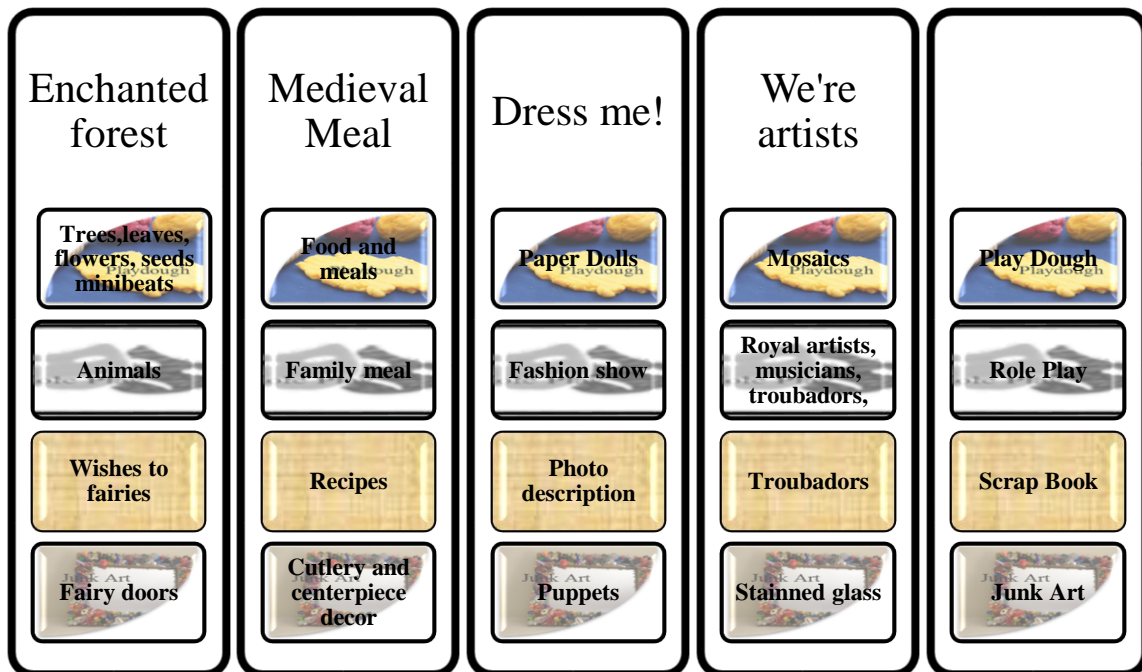 Enchanted
forest
Trees,leaves,
flowers, seeds
minibeats
Playdough
Animals
Wishes to
fairies
Junk Art
Fairy doors
Medieval
Meal
Food and
meals
Playdough
Family meal
Recipes
Junk Art
Cutlery and
centerpiece
decor
Dress me!
Paper Dolls
Playdough
Fashion show
Photo
description
Junk Art
Puppets
We're
artists
Mosaics
Playdough
Royal artists,
musicians,
troubadors,
Troubadors
Junk Art
Stainned glass
Play Dough
Playdough
Role Play
Scrap Book
Junk Art
Junk Art